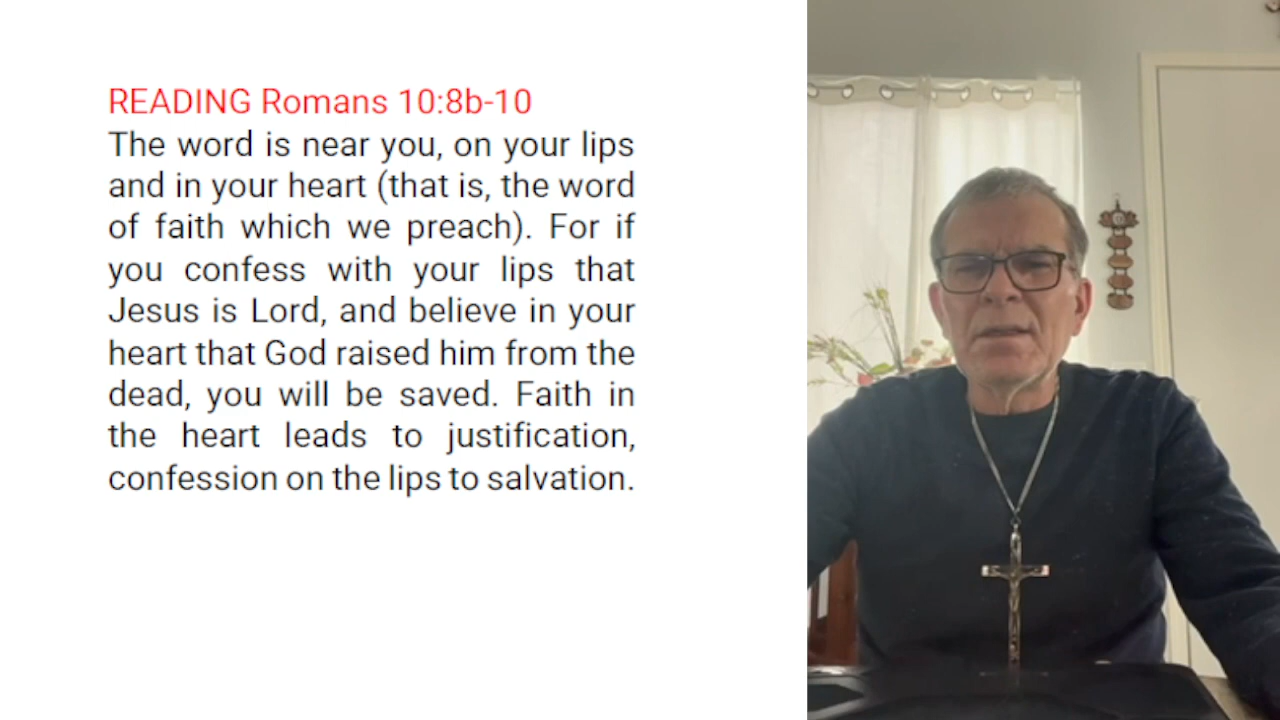 READING Romans 10:8b-10
The word is near you, on your lips
and in your heart (that is, the word
of faith which we preach). For if
you confess with your lips that
Jesus is Lord, and believe in your
heart that God raised him from the
dead, you will be saved. Faith in
the heart leads to justification,
confession on the lips to salvation.